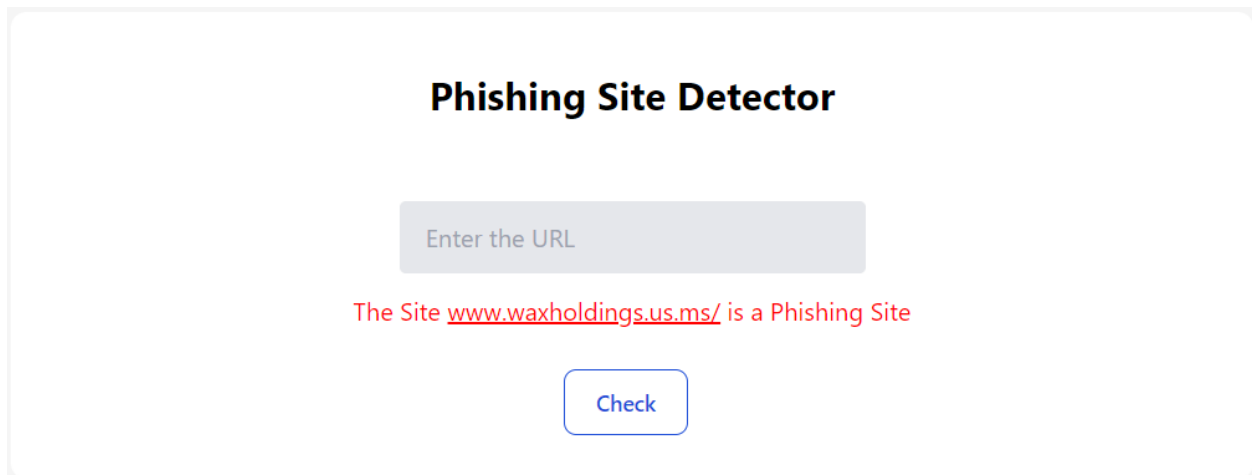 Phishing Site Detector
Enter the URL
The Site www.waxholdings.us.ms/ is a Phishing Site
Check